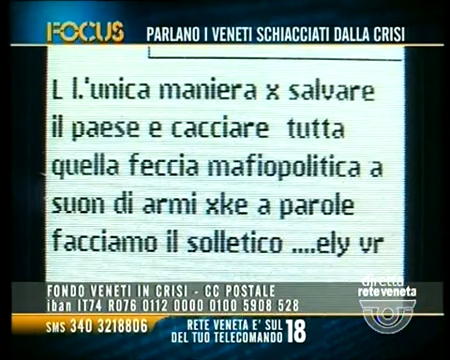 FOCUS PARLANO I VENETI SCHIACCIATI DALLA CRISI
L l.'unica maniera x salvare
il paese e cacciare tutta
quella feccia mafiopolitica a
suon di armi xke a parole
facciamo il solletico ....ely vr
FONDO VENETI IN CRISI - CC POSTALE
iban IT74 R076 0112 0000 0100 5908 528
diretta
reteveneta
SMS 340 3218806
RETE VENETA E' SUL
DEL TUO TELECOMANDO 18